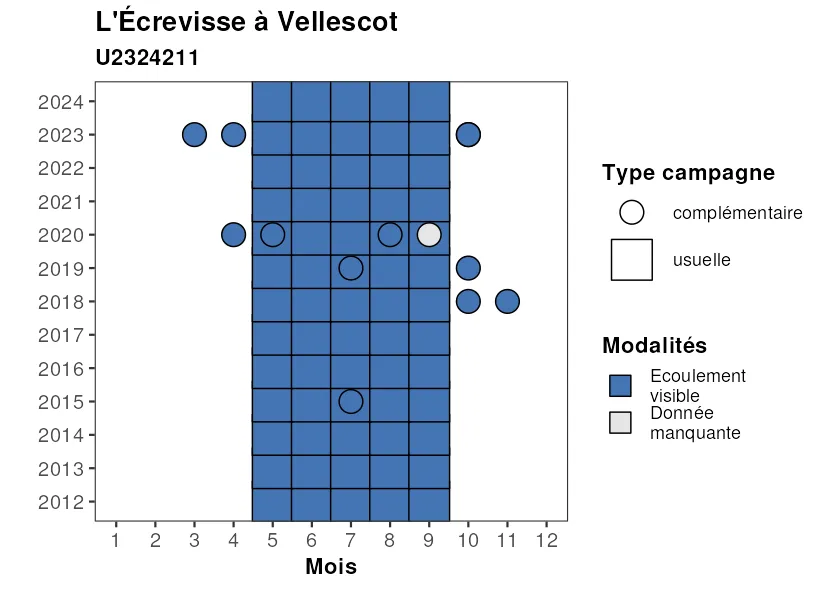 L'Écrevisse à Vellescot
U2324211
2024
2023
2022
2021
2020
2019
2018
2017
2016
2015
2014
2013
2012
1 2 3 4 5 6 7 8 9 10 11 12
Mois
Type campagne
complémentaire
usuelle
Modalités
Ecoulement
visible
Donnée
manquante